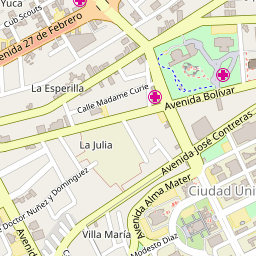 Yuca
Cub Scouts
Avenida 27 de Febrero
La Esperilla
Calle Madame Curie
Avenida Bolívar
Avenida José Contreras
La Julia
Doctor Nuñez y Dominguez
Avenida Alma Mater
Ciudad Uni
Villa María
Modesto Díaz
Avenid